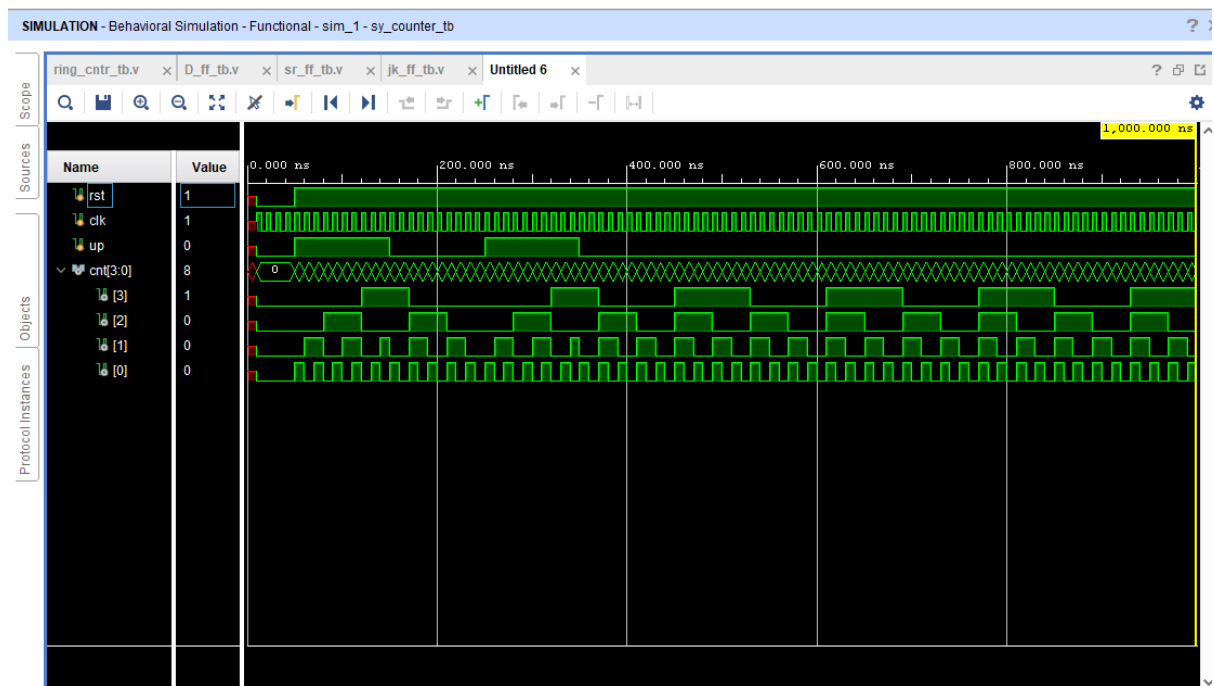 SIMULATION - Behavioral Simulation - Functional - sim_1 - sy_counter_tb
ring_cntr_tb.v D_ff_tb.v sr_ff_tb.v jk_ff_tb.v Untitled 6
1,000.000 ns
Name Value 0.000 ns 200.000 ns 400.000 ns 600.000 ns 800.000 ns
rst 1
clk 1
up 0
cnt[3:0] 8 0
[3] 1
[2] 0
[1] 0
[0] 0
Scope
Sources
Objects
Protocol Instances